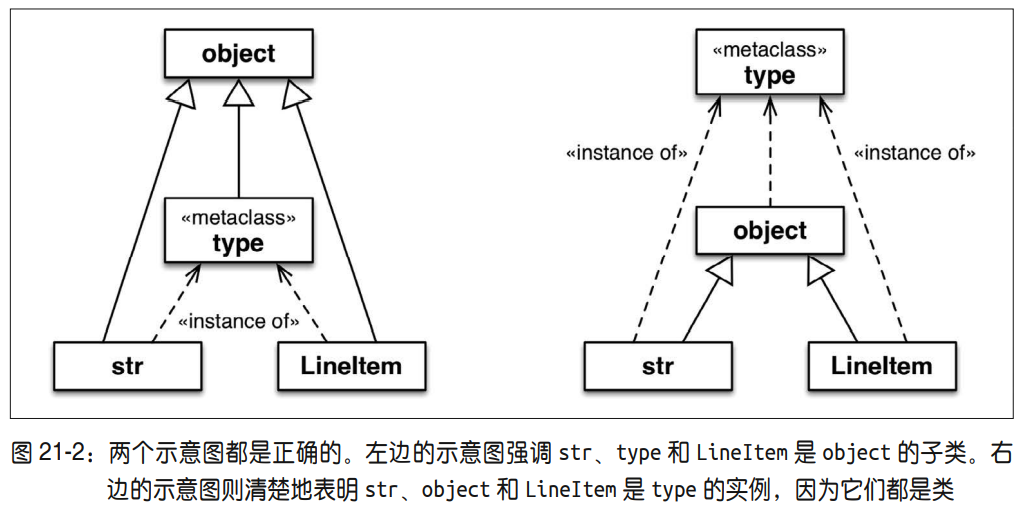 object
«metaclass»
type
«instance of»
str
LineItem
«metaclass»
type
«instance of»
«instance of»
object
str
LineItem
图 21-2：两个示意图都是正确的。左边的示意图强调 str、type 和 LineItem 是 object 的子类。右
边的示意图则清楚地表明 str、object 和 LineItem 是 type 的实例，因为它们都是类